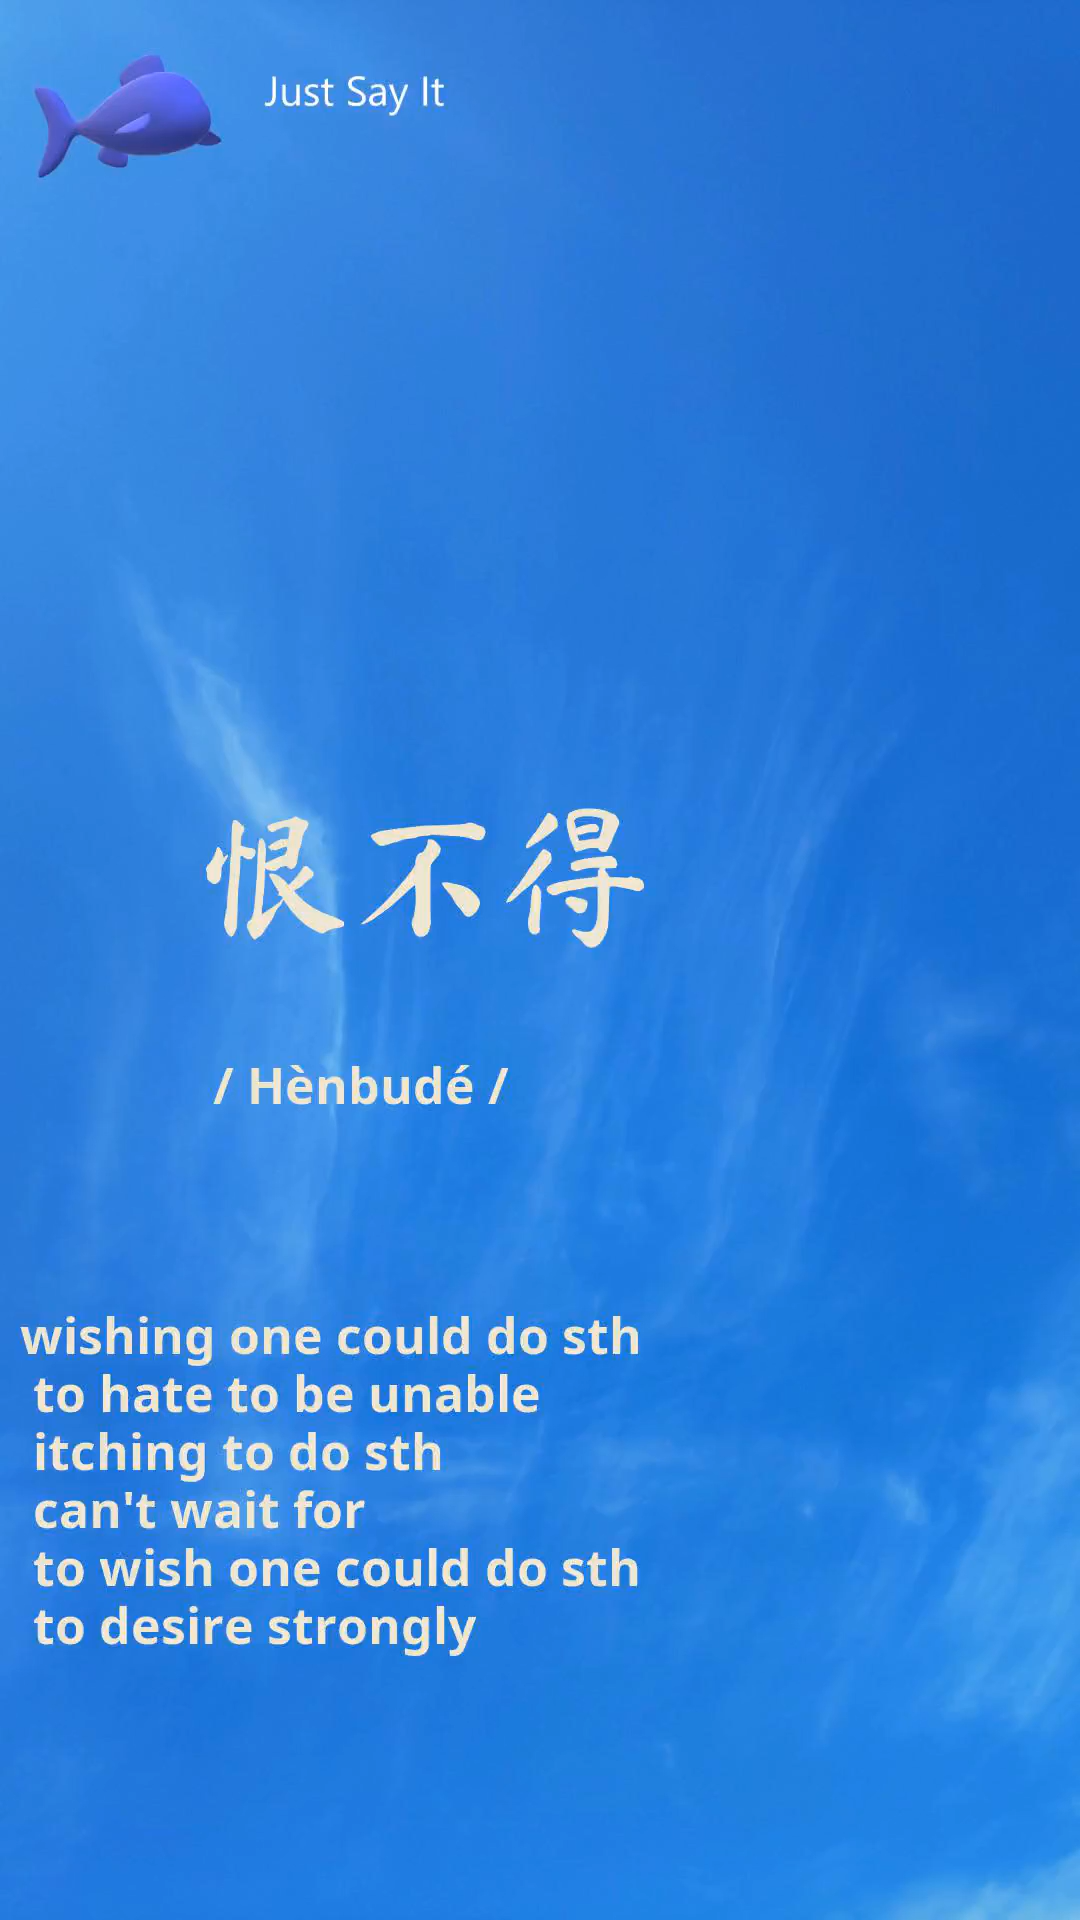 Just Say It
恨不得
/ Hènbudé /
wishing one could do sth
to hate to be unable
itching to do sth
can't wait for
to wish one could do sth
to desire strongly